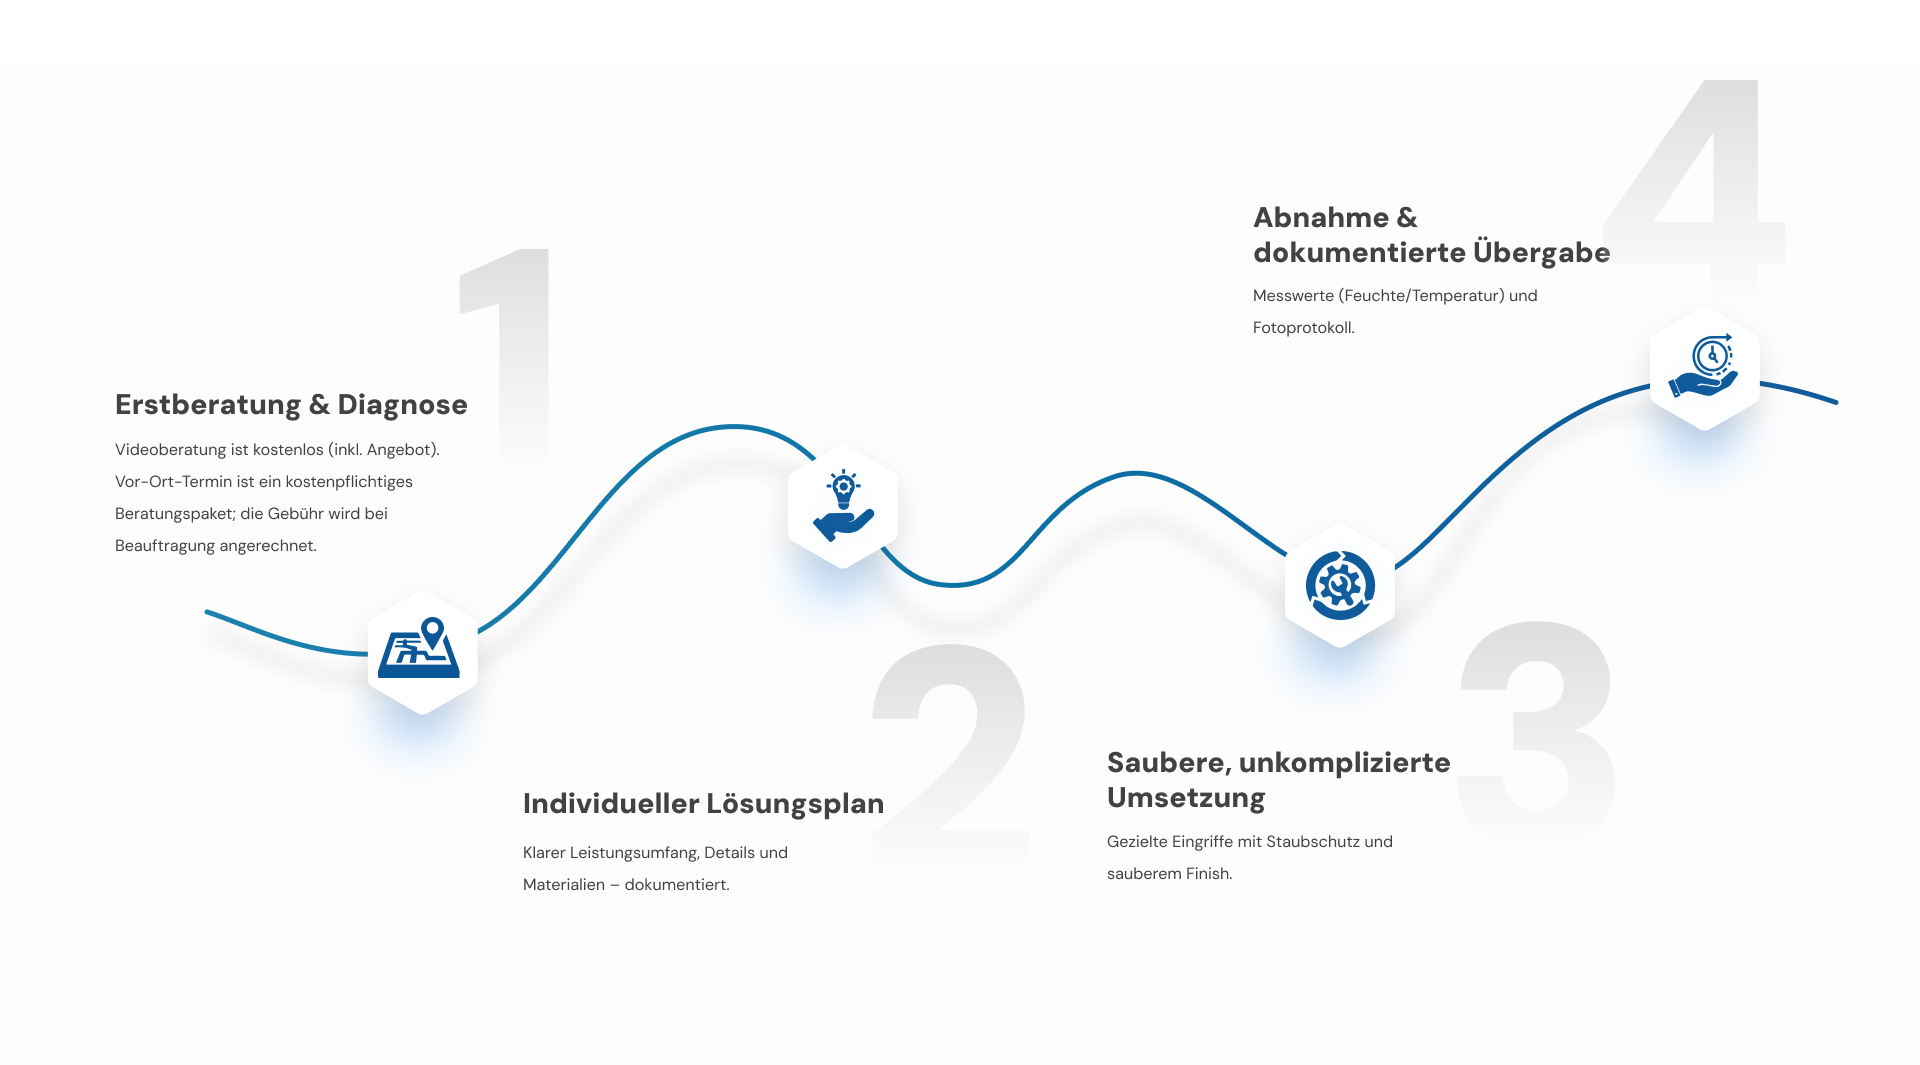 1
Erstberatung & Diagnose
Videoberatung ist kostenlos (inkl. Angebot).
Vor-Ort-Termin ist ein kostenpflichtiges
Beratungspaket; die Gebühr wird bei
Beauftragung angerechnet.
2
Individueller Lösungsplan
Klarer Leistungsumfang, Details und
Materialien – dokumentiert.
3
Saubere, unkomplizierte
Umsetzung
Gezielte Eingriffe mit Staubschutz und
sauberem Finish.
4
Abnahme &
dokumentierte Übergabe
Messwerte (Feuchte/Temperatur) und
Fotoprotokoll.